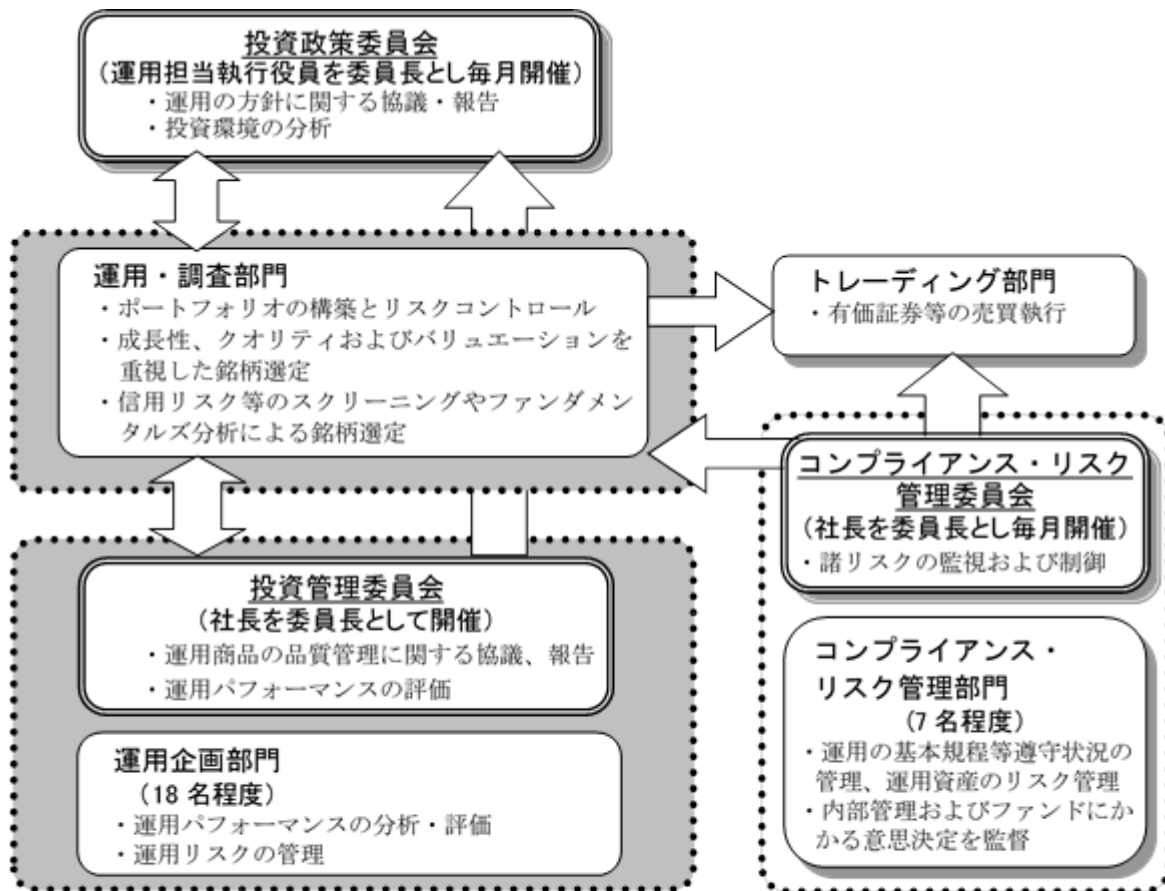 投資政策委員会
(運用担当執行役員を委員長とし毎月開催)
・運用の方針に関する協議・報告
・投資環境の分析
運用・調査部門
・ポートフォリオの構築とリスクコントロール
・成長性、クオリティおよびバリュエーションを
重視した銘柄選定
・信用リスク等のスクリーニングやファンダメン
タルズ分析による銘柄選定
トレーディング部門
・有価証券等の売買執行
コンプライアンス・リスク
管理委員会
(社長を委員長とし毎月開催)
・諸リスクの監視および制御
投資管理委員会
(社長を委員長として開催)
・運用商品の品質管理に関する協議、報告
・運用パフォーマンスの評価
運用企画部門
(18 名程度)
・運用パフォーマンスの分析・評価
・運用リスクの管理
コンプライアンス・
リスク管理部門
(7 名程度)
・運用の基本規程等遵守状況の
管理、運用資産のリスク管理
・内部管理およびファンドにか
かる意思決定を監督